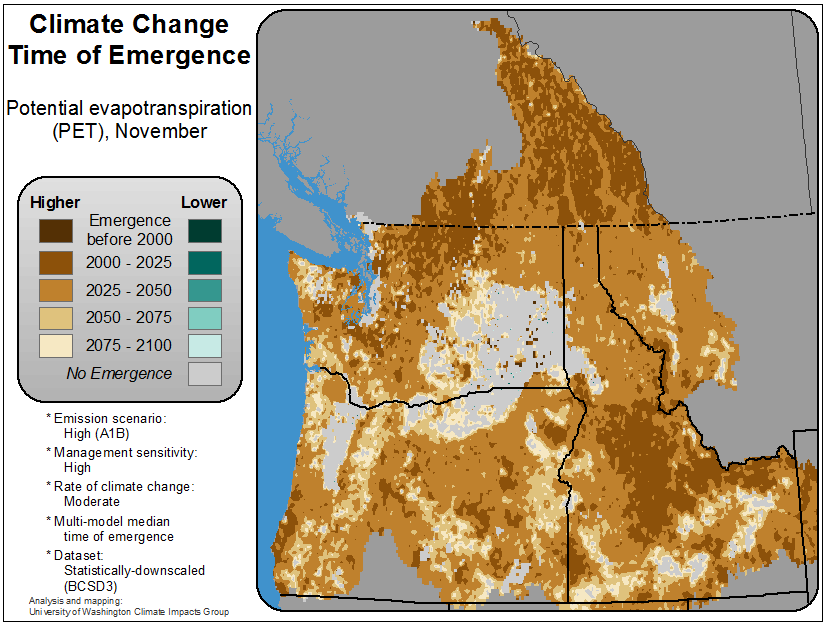 Climate Change
Time of Emergence
Potential evapotranspiration
(PET), November
Higher Lower
Emergence
before 2000
2000 - 2025
2025 - 2050
2050 - 2075
2075 - 2100
No Emergence
* Emission scenario:
High (A1B)
* Management sensitivity:
High
* Rate of climate change:
Moderate
* Multi-model median
time of emergence
* Dataset:
Statistically-downscaled
(BCSD3)
Analysis and mapping:
University of Washington Climate Impacts Group